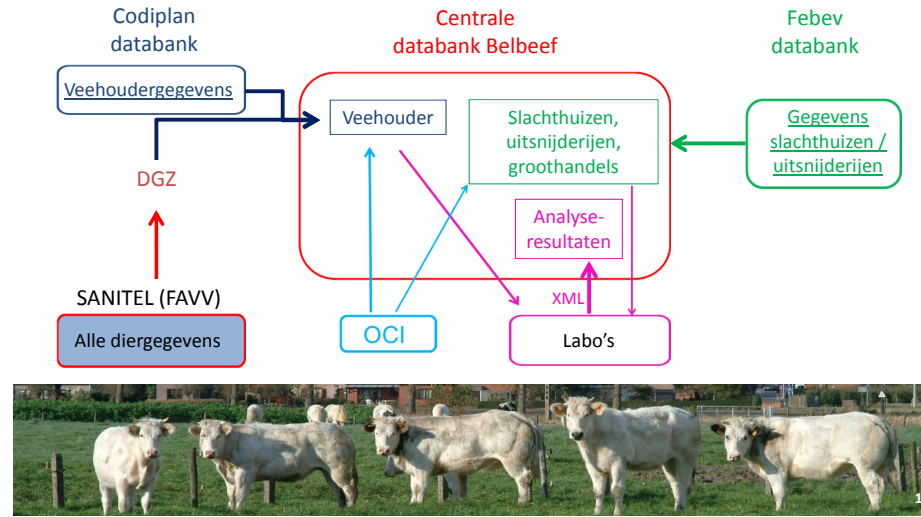 Codiplan
databank
Centrale
databank Belbeef
Febev
databank
Veehoudergegevens
Veehouder
Slachthuizen,
uitsnijderijen,
groothandels
Gegevens
slachthuizen /
uitsnijderijen
DGZ
Analyse-
resultaten
SANITEL (FAVV)
XML
Alle diergegevens
OCI
Labo’s
1